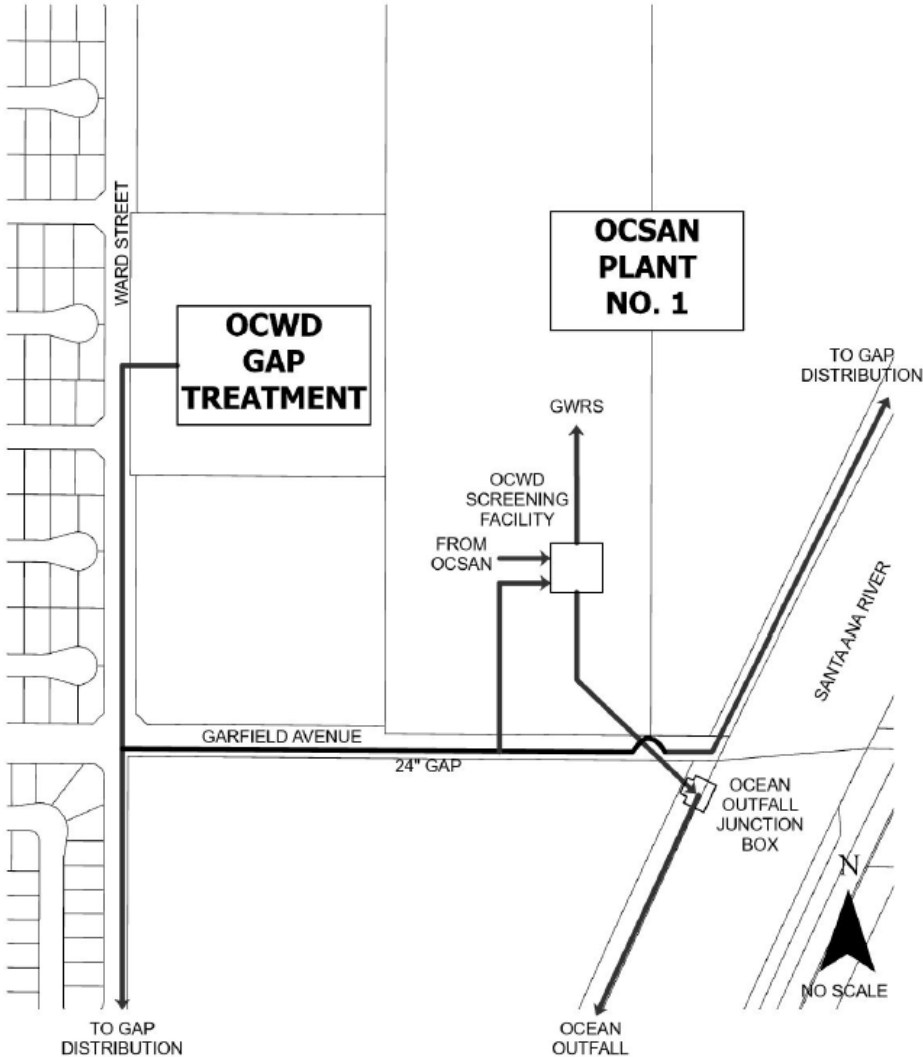 WARD STREET
OCSAN
PLANT
NO. 1
OCWD
GAP
TREATMENT
TO GAP
DISTRIBUTION
GWRS
OCWD
SCREENING
FACILITY
FROM
OCSAN
SANTA ANA RIVER
GARFIELD AVENUE
24" GAP
OCEAN
OUTFALL
JUNCTION
BOX
N
NO SCALE
TO GAP
DISTRIBUTION
OCEAN
OUTFALL